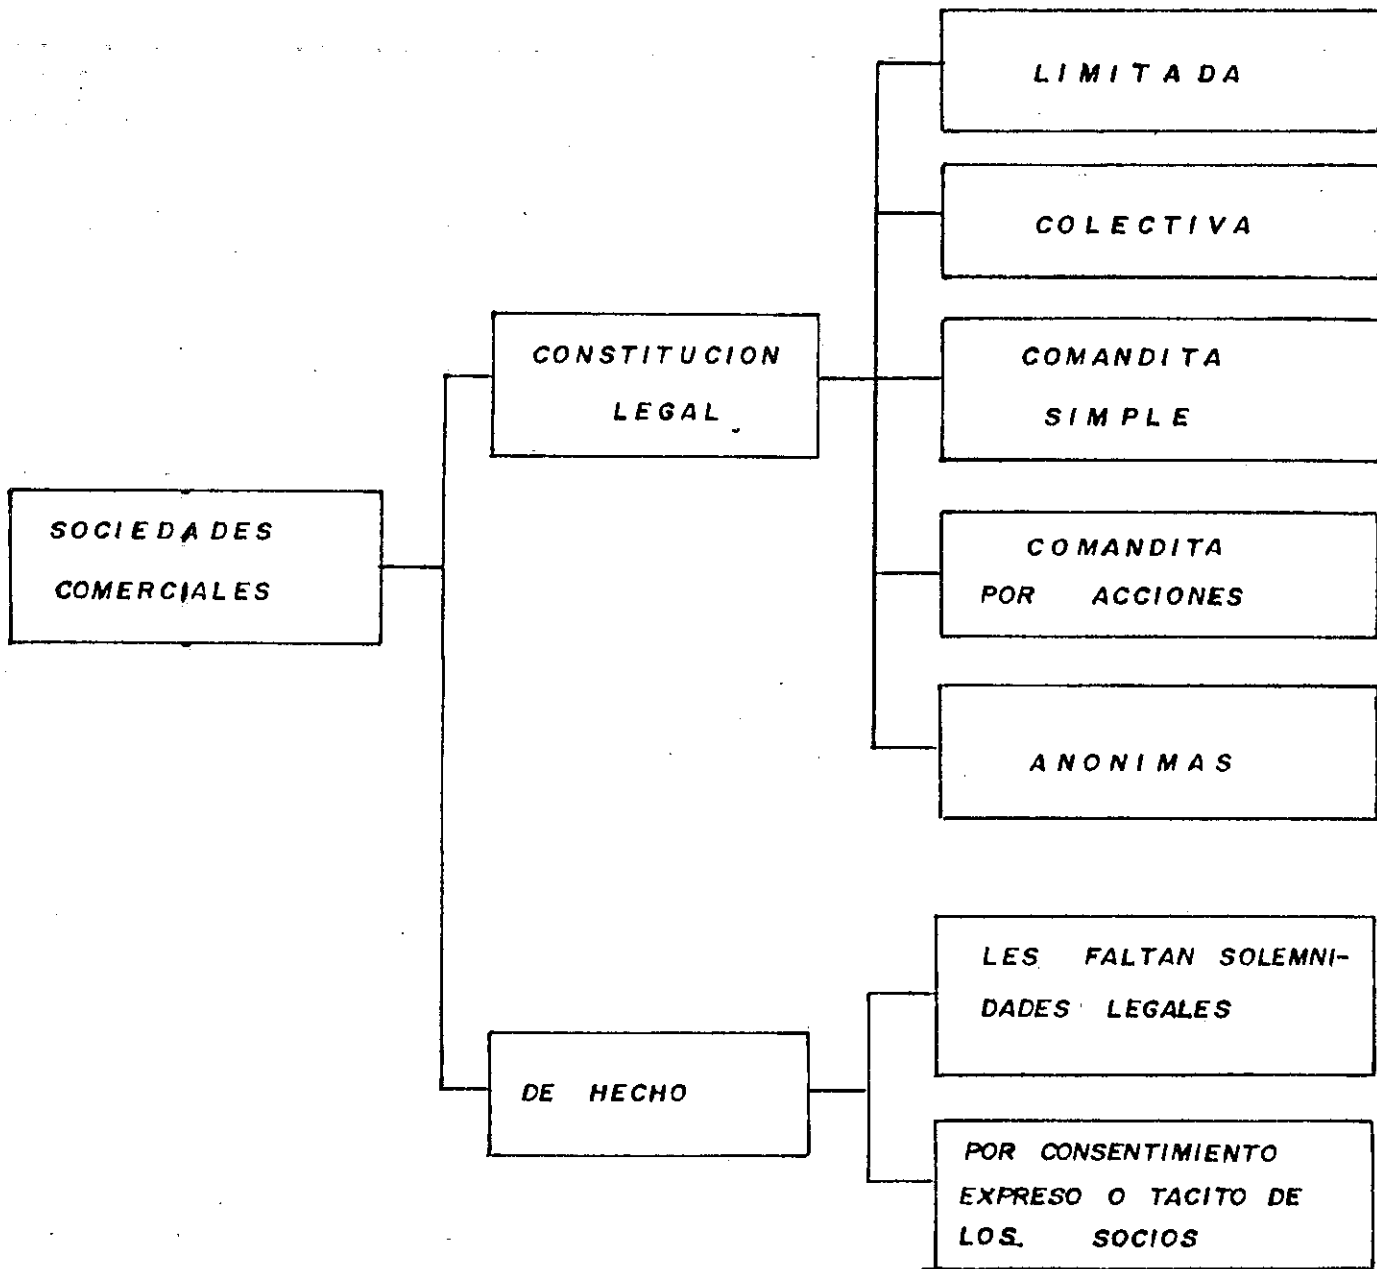 SOCIEDADES
COMERCIALES
CONSTITUCION
LEGAL
LIMITADA
COLECTIVA
COMANDITA
SIMPLE
COMANDITA
POR ACCIONES
ANONIMAS
DE HECHO
LES FALTAN SOLEMNI-
DADES LEGALES
POR CONSENTIMIENTO
EXPRESO O TACITO DE
LOS. SOCIOS